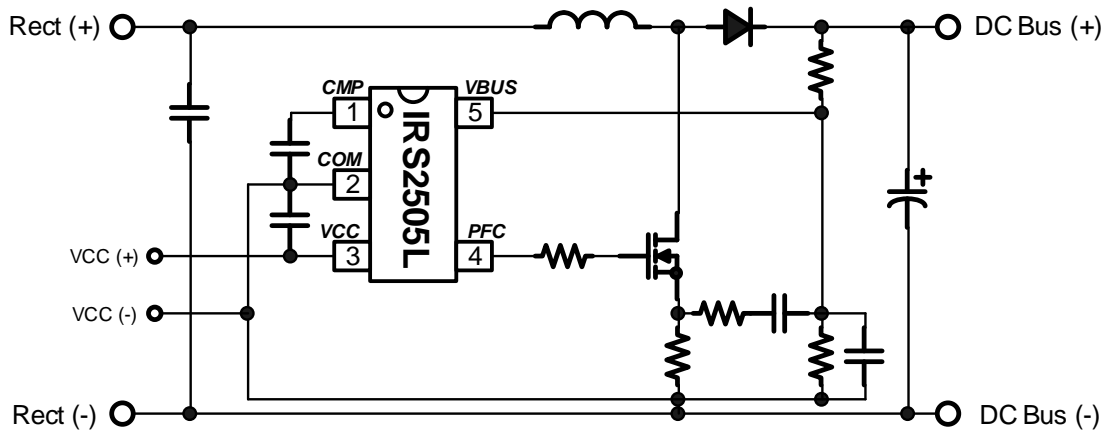 Rect (+)
DC Bus (+)
CMP
VBUS
1
5
IRS2505L
COM
2
VCC
PFC
3
4
VCC (+)
VCC (-)
+
Rect (-)
DC Bus (-)